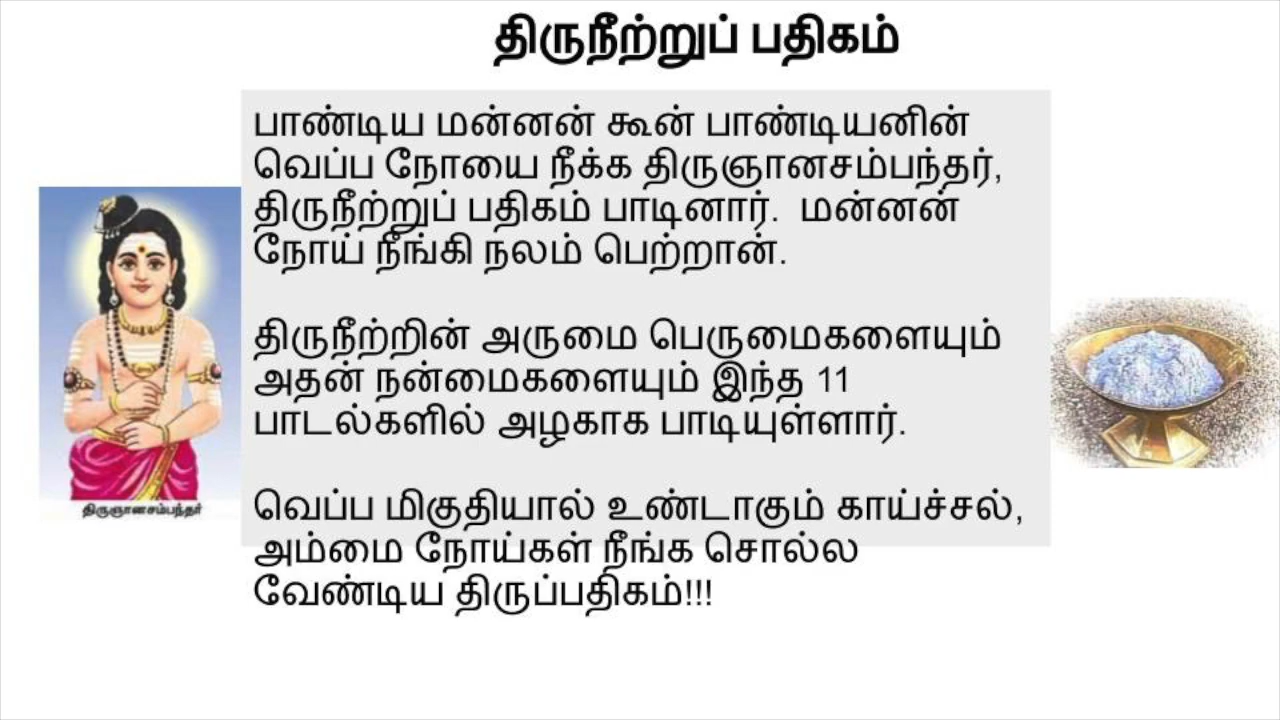 திருநீற்றுப் பதிகம்
பாண்டிய மன்னன் கூன் பாண்டியனின்
வெப்ப நோயை நீக்க திருஞானசம்பந்தர்,
திருநீற்றுப் பதிகம் பாடினார். மன்னன்
நோய் நீங்கி நலம் பெற்றான்.
திருநீற்றின் அருமை பெருமைகளையும்
அதன் நன்மைகளையும் இந்த 11
பாடல்களில் அழகாக பாடியுள்ளார்.
வெப்ப மிகுதியால் உண்டாகும் காய்ச்சல்,
அம்மை நோய்கள் நீங்க சொல்ல
வேண்டிய திருப்பதிகம்!!!
திருஞானசம்பந்தர்